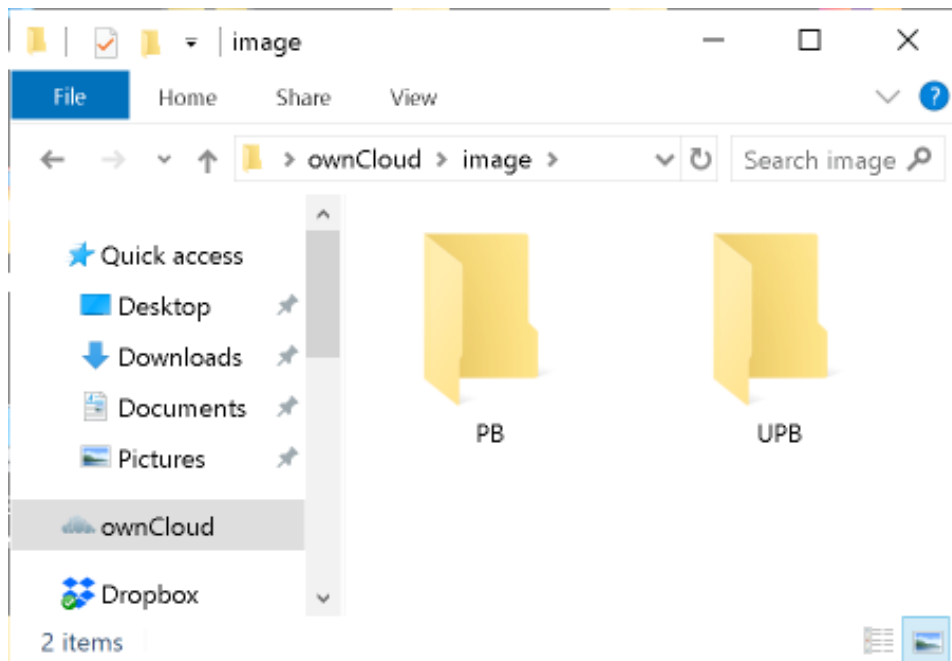 image
File Home Share View
?
ownCloud image Search image
Quick access
Desktop
Downloads
Documents
Pictures
ownCloud
Dropbox
PB UPB
2 items